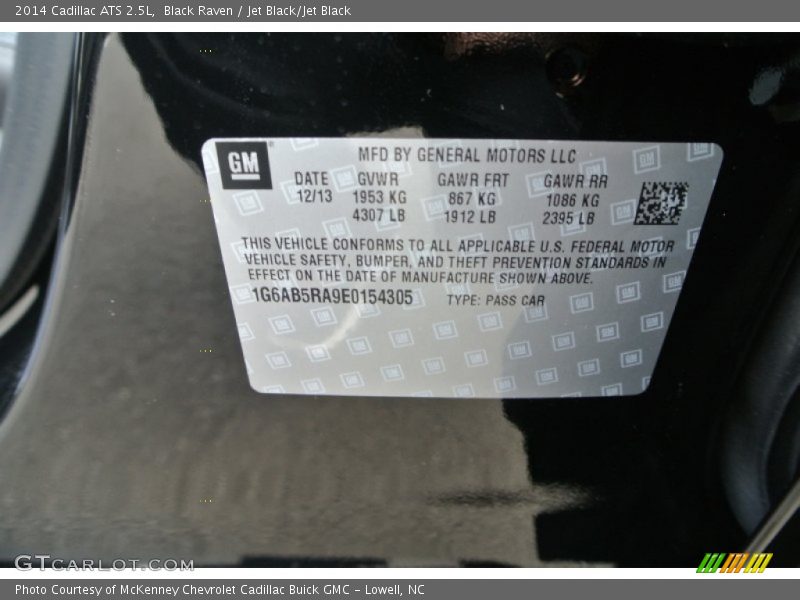 2014 Cadillac ATS 2.5L, Black Raven / Jet Black/Jet Black
GM
MFD BY GENERAL MOTORS LLC
DATE GVWR GAWR FRT GAWR RR
12/13 1953 KG 867 KG 1086 KG
4307 LB 1912 LB 2395 LB
THIS VEHICLE CONFORMS TO ALL APPLICABLE U.S. FEDERAL MOTOR
VEHICLE SAFETY, BUMPER, AND THEFT PREVENTION STANDARDS IN
EFFECT ON THE DATE OF MANUFACTURE SHOWN ABOVE.
1G6AB5RA9E0154305 TYPE: PASS CAR
GTCARLOT.COM
Photo Courtesy of McKenney Chevrolet Cadillac Buick GMC - Lowell, NC